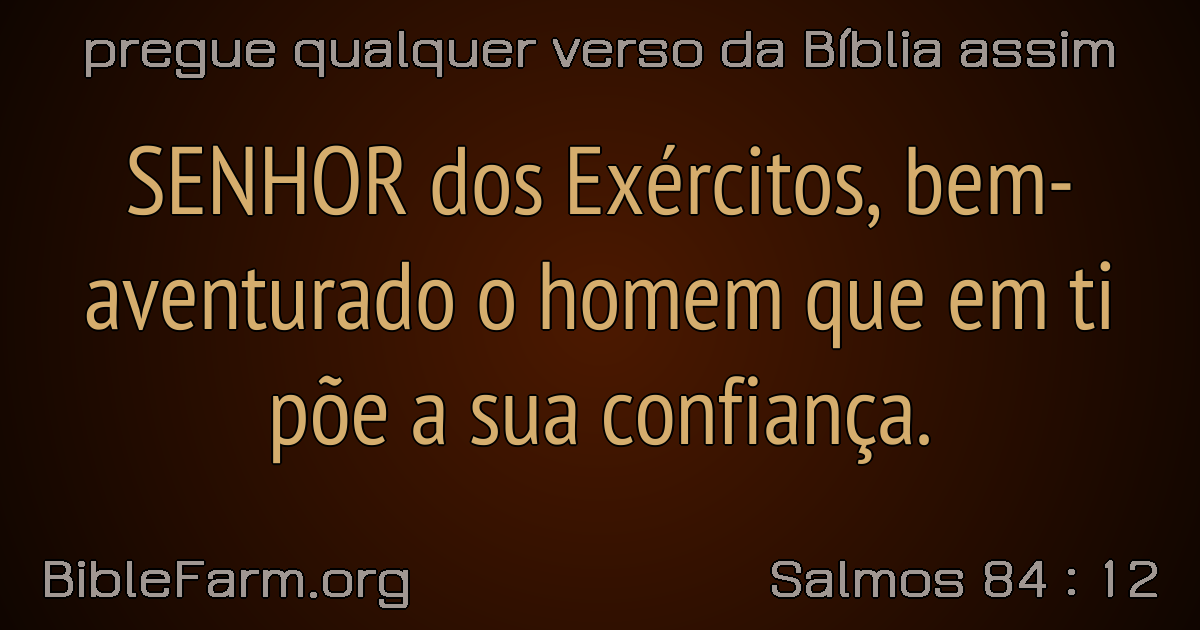 pregue qualquer verso da Bíblia assim
SENHOR dos Exércitos, bem-
aventurado o homem que em ti
põe a sua confiança.
BibleFarm.org
Salmos 84 : 12